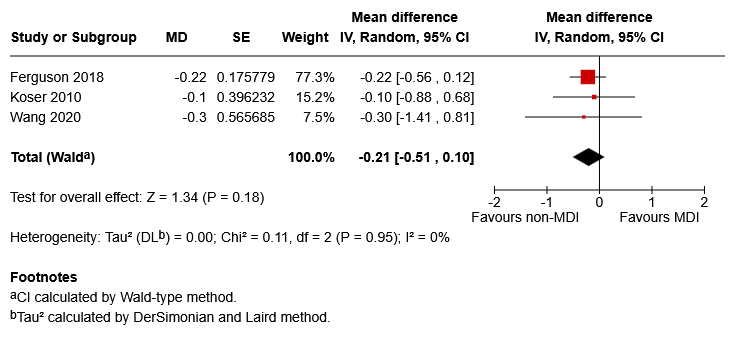 Mean difference Mean difference
Study or Subgroup MD SE Weight IV, Random, 95% CI IV, Random, 95% CI
Ferguson 2018 -0.22 0.175779 77.3% -0.22 [-0.56 , 0.12]
Koser 2010 -0.1 0.396232 15.2% -0.10 [-0.88 , 0.68]
Wang 2020 -0.3 0.565685 7.5% -0.30 [-1.41 , 0.81]
Total (Waldᵃ) 100.0% -0.21 [-0.51 , 0.10]
Test for overall effect: Z = 1.34 (P = 0.18)
-2 -1 0 1 2
Favours non-MDI Favours MDI
Heterogeneity: Tau² (DLᵇ) = 0.00; Chi² = 0.11, df = 2 (P = 0.95); I² = 0%
Footnotes
ᵃCI calculated by Wald-type method.
ᵇTau² calculated by DerSimonian and Laird method.